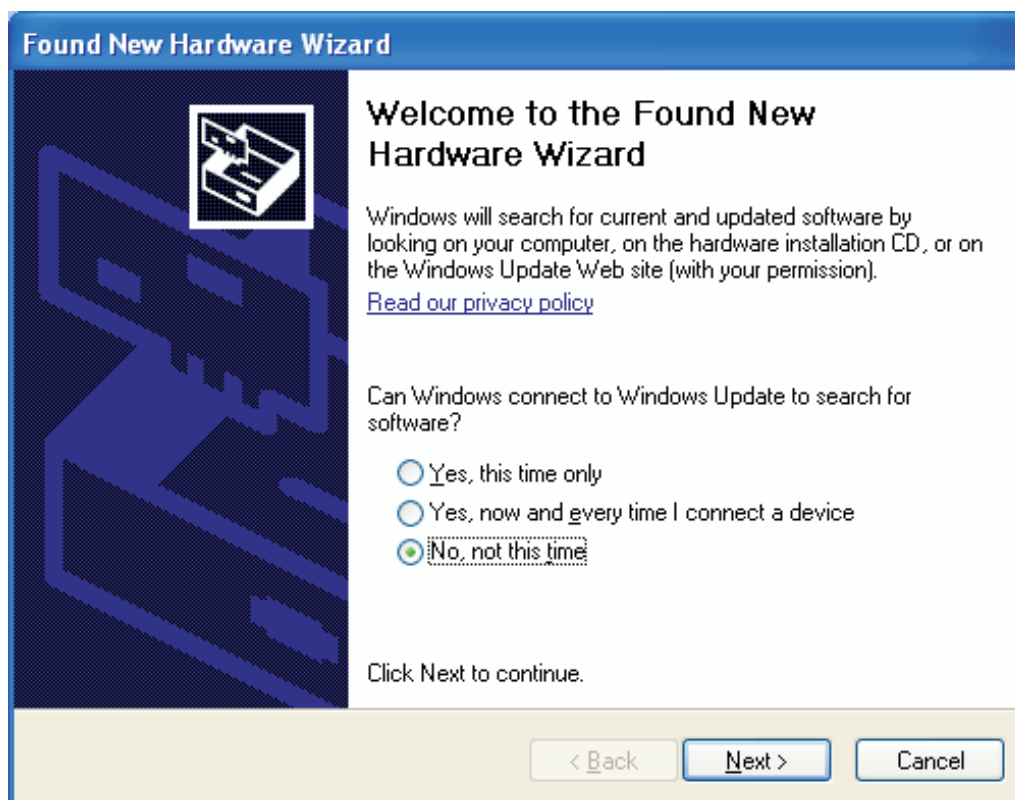 Found New Hardware Wizard
Welcome to the Found New
Hardware Wizard
Windows will search for current and updated software by
looking on your computer, on the hardware installation CD, or on
the Windows Update Web site (with your permission).
Read our privacy policy
Can Windows connect to Windows Update to search for
software?
Yes, this time only
Yes, now and every time I connect a device
No, not this time
Click Next to continue.
< Back
Next >
Cancel